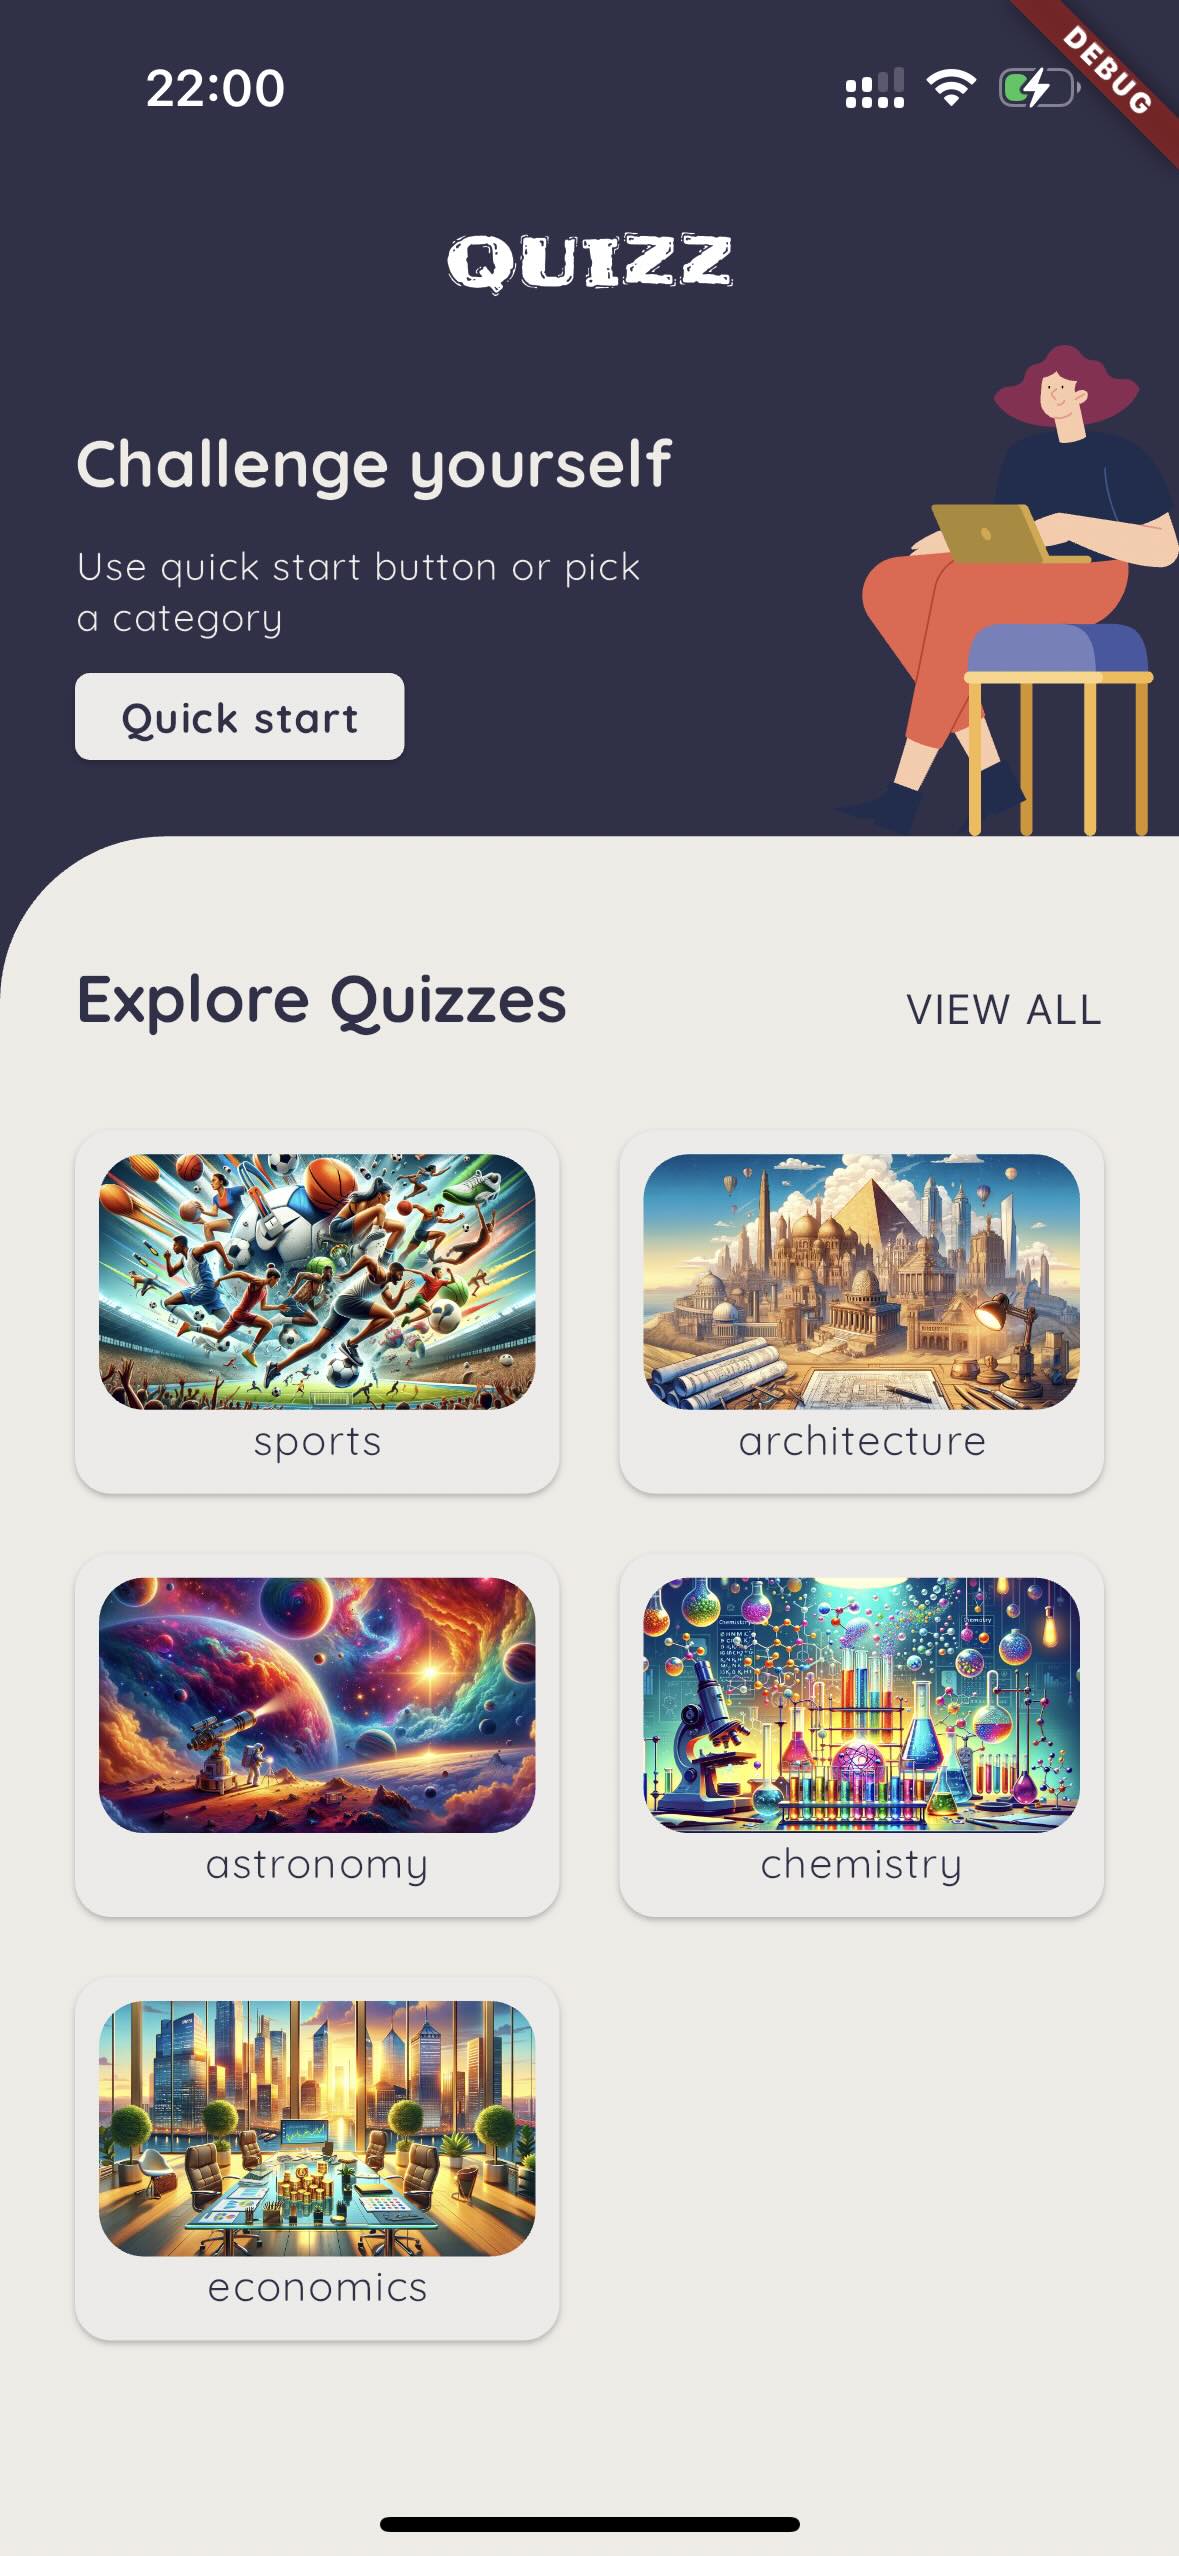 22:00
DEBUG
QUIZZ
Challenge yourself
Use quick start button or pick
a category
Quick start
Explore Quizzes
VIEW ALL
sports
architecture
Chemistry
astronomy
chemistry
economics